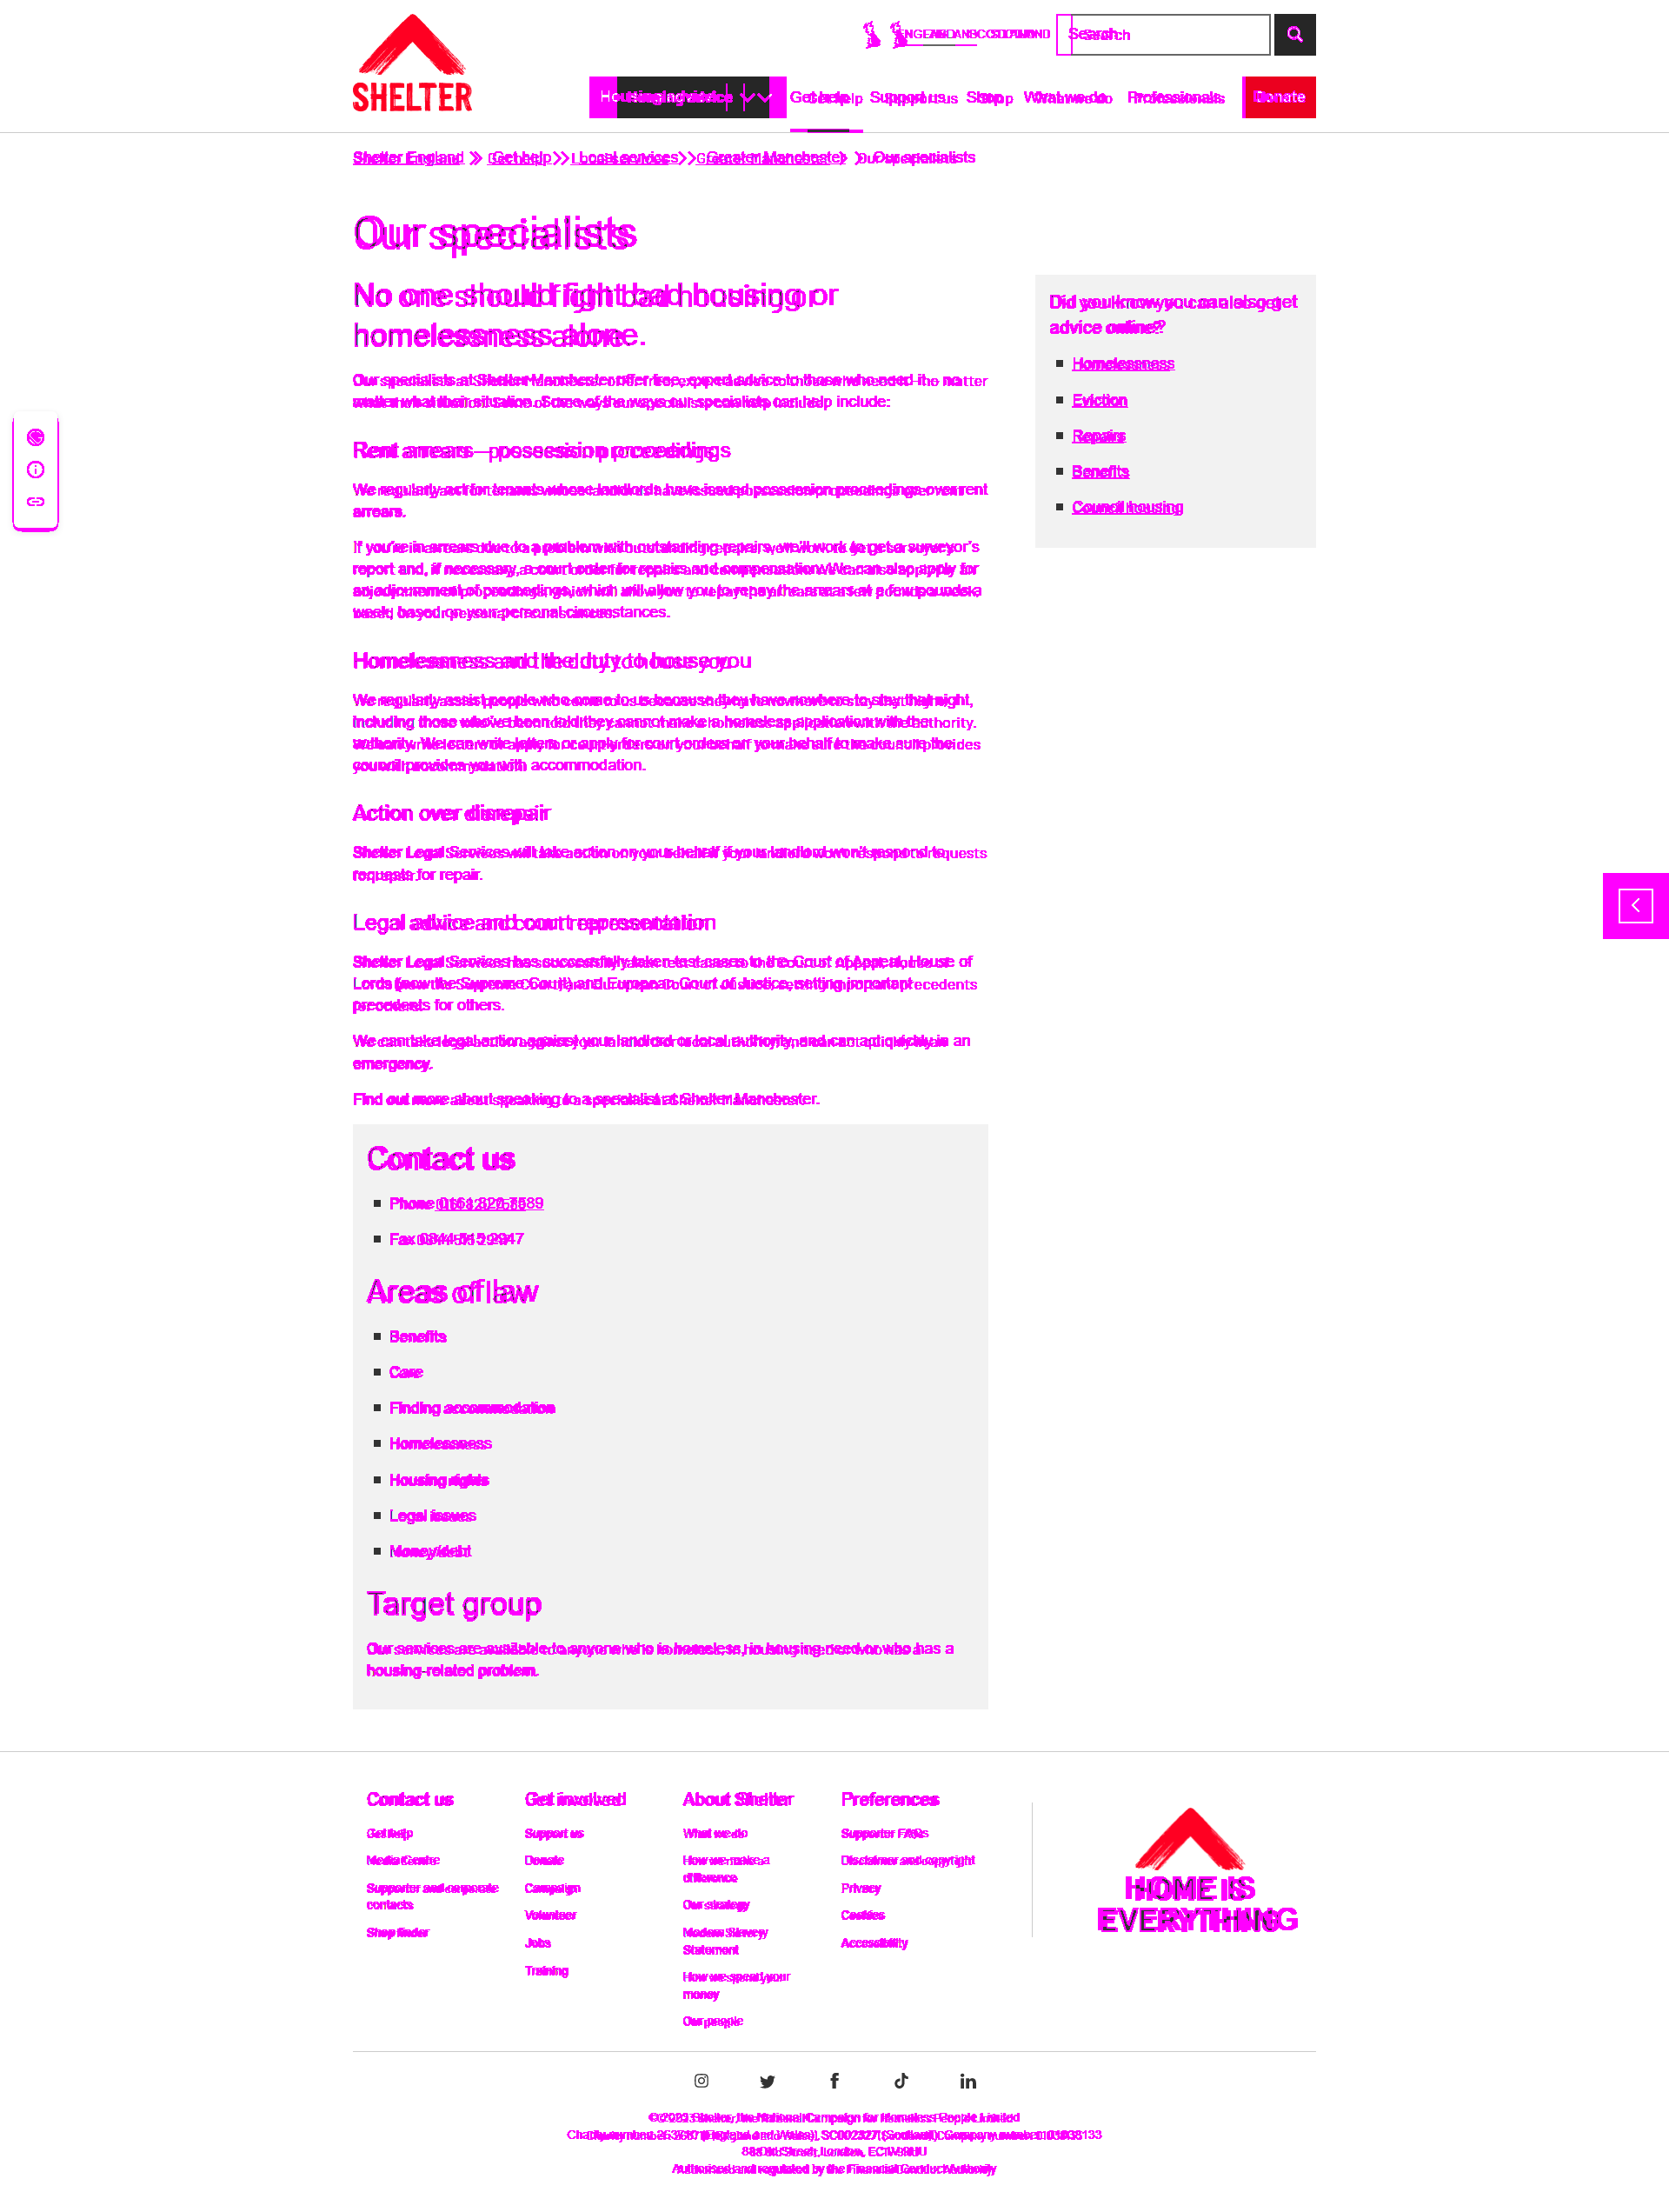 SHELTER
ENGLAND SCOTLAND
Search
Housing advice
Get help Support us Shop What we do Professionals Donate
Shelter England Get help Local services Greater Manchester Our specialists
Our specialists
No one should fight bad housing or
homelessness alone.
Did you know you can also get
advice online?
Homelessness
Eviction
Repairs
Benefits
Council housing
Our specialists at Shelter Manchester offer free, expert advice to those who need it - no
matter what their situation. Some of the ways our specialists can help include:
Rent arrears – possession proceedings
We regularly act for tenants whose landlords have issued possession proceedings over rent
arrears.
If you’re in arrears due to a problem with outstanding repairs, we’ll work to get a surveyor’s
report and, if necessary, a court order for repairs and compensation. We can also apply for
an adjournment of proceedings, which will allow you to repay the arrears at a few pounds a
week, based on your personal circumstances.
Homelessness and the duty to house you
We regularly assist people who come to us because they have nowhere to stay that night,
including those who’ve been told they cannot make a homeless application with the
authority. We can write letters or apply for court orders on your behalf to make sure the
council provides you with accommodation.
Action over disrepair
Shelter Legal Services will take action on your behalf if your landlord won’t respond to
requests for repair.
Legal advice and court representation
Shelter Legal Services has successfully taken test cases to the Court of Appeal, House of
Lords (now the Supreme Court) and European Court of Justice, setting important
precedents for others.
We can take legal action against your landlord or local authority, and can act quickly in an
emergency.
Find out more about speaking to a specialist at Shelter Manchester.
Contact us
Phone 0161 820 7589
Fax 0344 515 2947
Areas of law
Benefits
Care
Finding accommodation
Homelessness
Housing rights
Legal issues
Money/debt
Target group
Our services are available to anyone who is homeless, in housing need or who has a
housing-related problem.
Contact us
Get help
Media Centre
Supporter and corporate
contacts
Shop finder
Get involved
Support us
Donate
Campaign
Volunteer
Jobs
Training
About Shelter
What we do
How we make a
difference
Our strategy
Modern Slavery
Statement
How we spend your
money
Our people
Preferences
Supporter FAQs
Disclaimer and copyright
Privacy
Cookies
Accessibility
HOME IS
EVERYTHING
© 2023 Shelter, the National Campaign for Homeless People Limited
Charity number: 263710 (England and Wales), SC002327 (Scotland), Company number: 01038133
88 Old Street, London, EC1V 9HU
Authorised and regulated by the Financial Conduct Authority